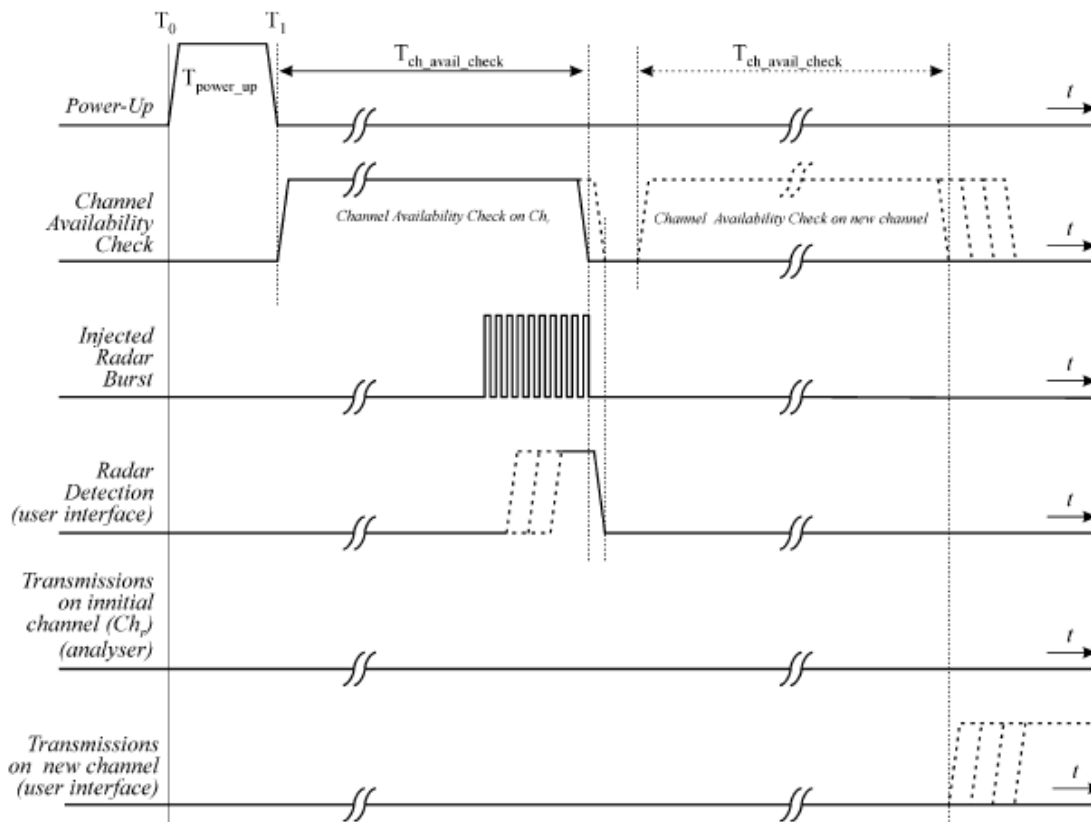 T0 T1
Tch_avail_check Tch_avail_check
Tpower_up
Power-Up
t
Channel
Availability
Check
Channel Availability Check on Chr
Channel Availability Check on new channel
t
Injected
Radar
Burst
t
Radar
Detection
(user interface)
t
Transmissions
on innitial
channel (Chr)
(analyser)
t
Transmissions
on new channel
(user interface)
t